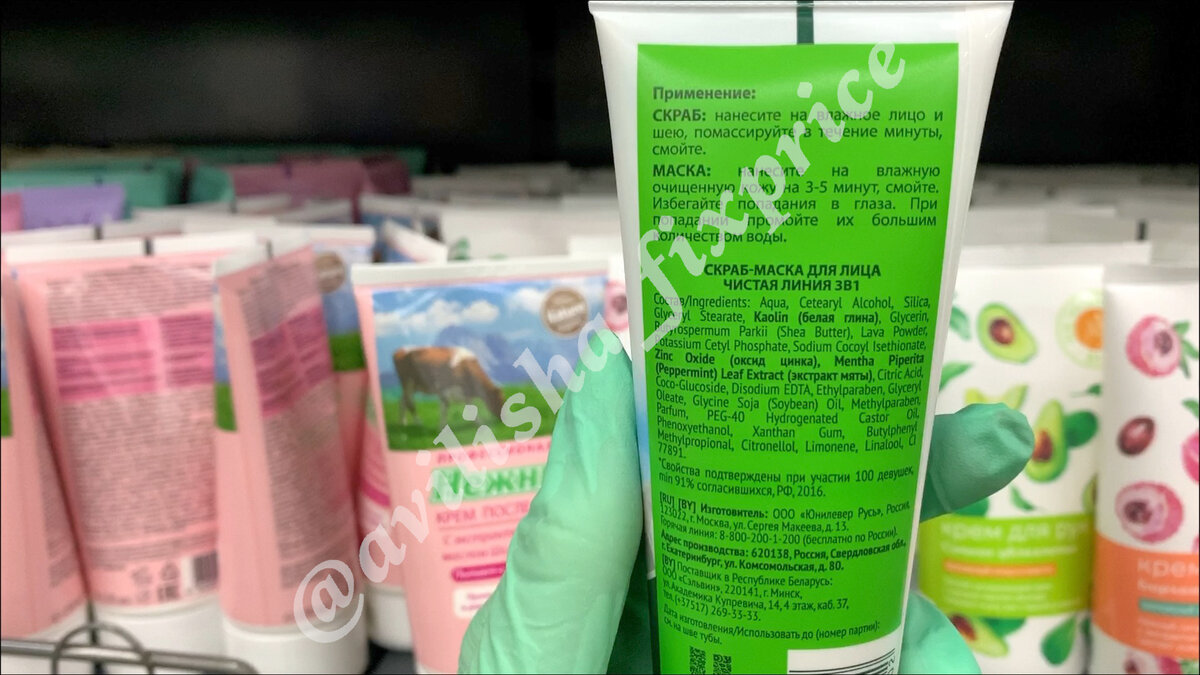 Применение:
СКРАБ: нанесите на влажное лицо и
шею, помассируйте в течение минуты,
смойте.
МАСКА: нанесите на влажную
очищенную кожу на 3-5 минут, смойте.
Избегайте попадания в глаза. При
попадании промойте их большим
количеством воды.
СКРАБ-МАСКА ДЛЯ ЛИЦА
ЧИСТАЯ ЛИНИЯ 3В1
Состав/Ingredients: Aqua, Cetearyl Alcohol, Silica,
Glyceryl Stearate, Kaolin (белая глина), Glycerin,
Butyrospermum Parkii (Shea Butter), Lava Powder,
Potassium Cetyl Phosphate, Sodium Cocoyl Isethionate,
Zinc Oxide (оксид цинка), Mentha Piperita
(Peppermint) Leaf Extract (экстракт мяты), Citric Acid,
Coco-Glucoside, Disodium EDTA, Ethylparaben, Glyceryl
Oleate, Glycine Soja (Soybean) Oil, Methylparaben,
Parfum, PEG-40 Hydrogenated Castor Oil,
Phenoxyethanol, Xanthan Gum, Butylphenyl
Methylpropional, Citronellol, Limonene, Linalool, CI
77891.
*Свойства подтверждены при участии 100 девушек,
min 91% согласившихся, РФ, 2016.
[RU] [BY] Изготовитель: ООО «Юнилевер Русь», Россия,
123022, г. Москва, ул. Сергея Макеева, д. 13.
Горячая линия: 8-800-200-1-200 (бесплатно по России).
Адрес производства: 620138, Россия, Свердловская обл.,
г. Екатеринбург, ул. Комсомольская, д. 80.
[BY] Поставщик в Республике Беларусь:
ООО «Сэльвин», 220141, г. Минск,
ул. Академика Купревича, 14, 4 этаж, каб. 37,
тел. (+37517) 269-33-33.
Дата изготовления/Использовать до (номер партии):
см. на шве тубы.
@avilisha_fixprice
Нежн
КРЕМ ПОСЛЕ
крем для рук
крем